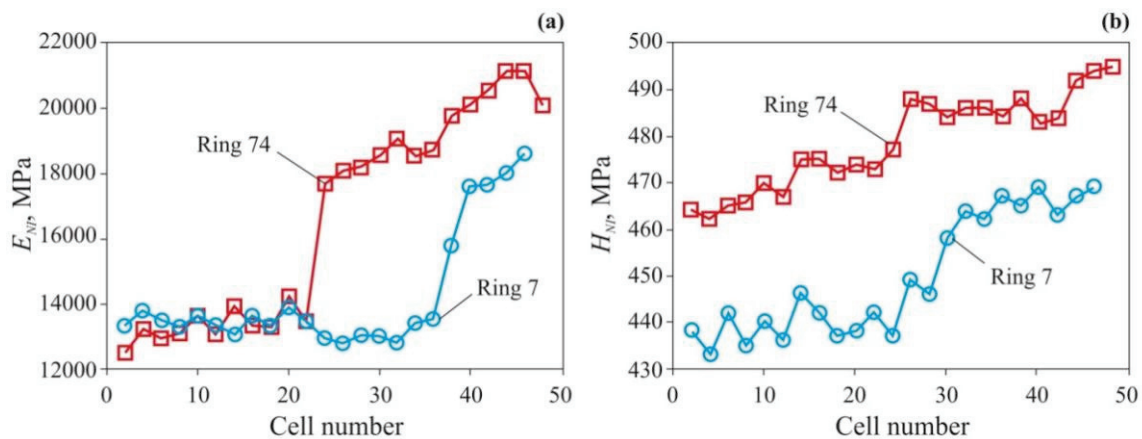 (a)
22000
20000
18000
16000
14000
12000
0
10
20
30
40
50
E_NI, MPa
Cell number
Ring 74
Ring 7
(b)
500
490
480
470
460
450
440
430
0
10
20
30
40
50
H_NI, MPa
Cell number
Ring 74
Ring 7